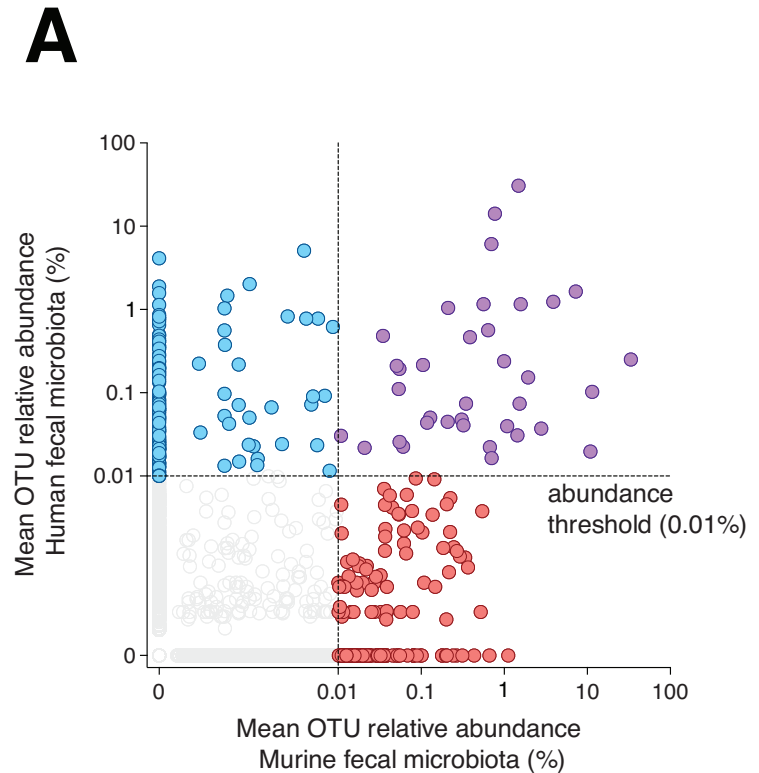 A
Mean OTU relative abundance
Human fecal microbiota (%)
100
10
1
0.1
0.01
0
abundance
threshold (0.01%)
0
0.01
0.1
1
10
100
Mean OTU relative abundance
Murine fecal microbiota (%)